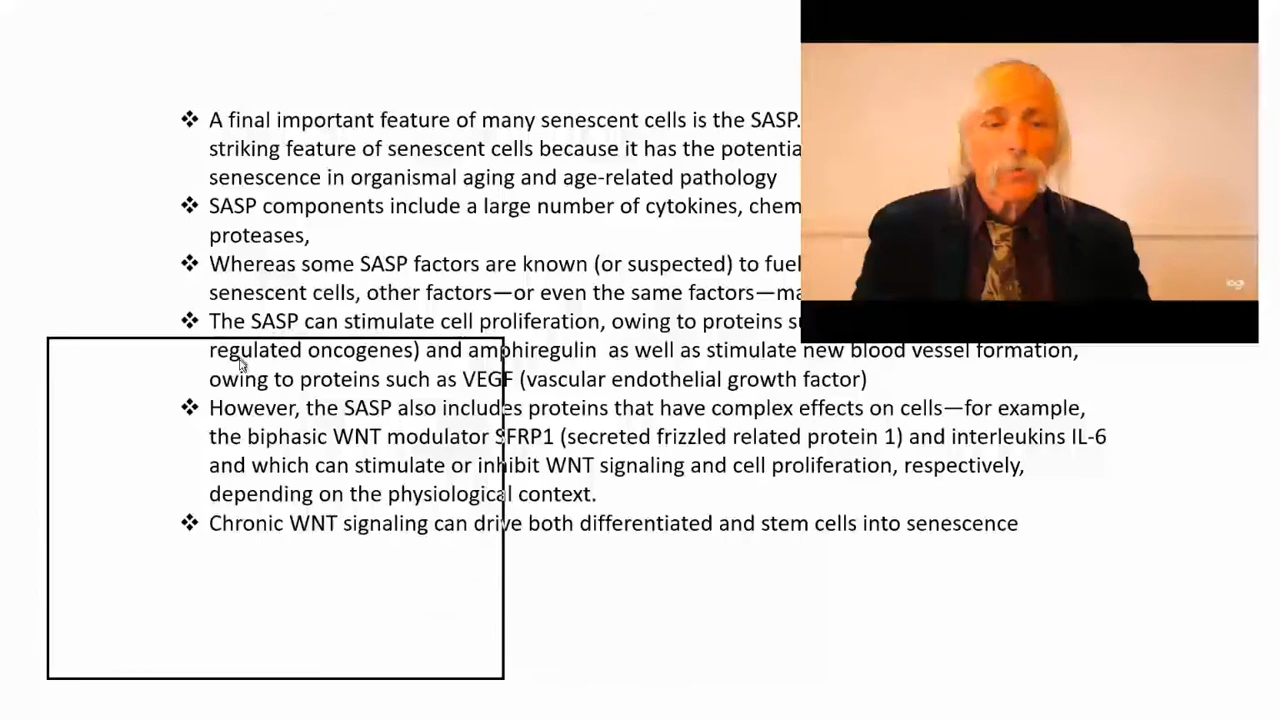 ❖ A final important feature of many senescent cells is the SASP.
striking feature of senescent cells because it has the potentia
senescence in organismal aging and age-related pathology
❖ SASP components include a large number of cytokines, chem
proteases,
❖ Whereas some SASP factors are known (or suspected) to fuel
senescent cells, other factors—or even the same factors—ma
❖ The SASP can stimulate cell proliferation, owing to proteins
regulated oncogenes) and amphiregulin as well as stimulate new blood vessel formation,
owing to proteins such as VEGF (vascular endothelial growth factor)
❖ However, the SASP also includes proteins that have complex effects on cells—for example,
the biphasic WNT modulator SFRP1 (secreted frizzled related protein 1) and interleukins IL-6
and which can stimulate or inhibit WNT signaling and cell proliferation, respectively,
depending on the physiological context.
❖ Chronic WNT signaling can drive both differentiated and stem cells into senescence